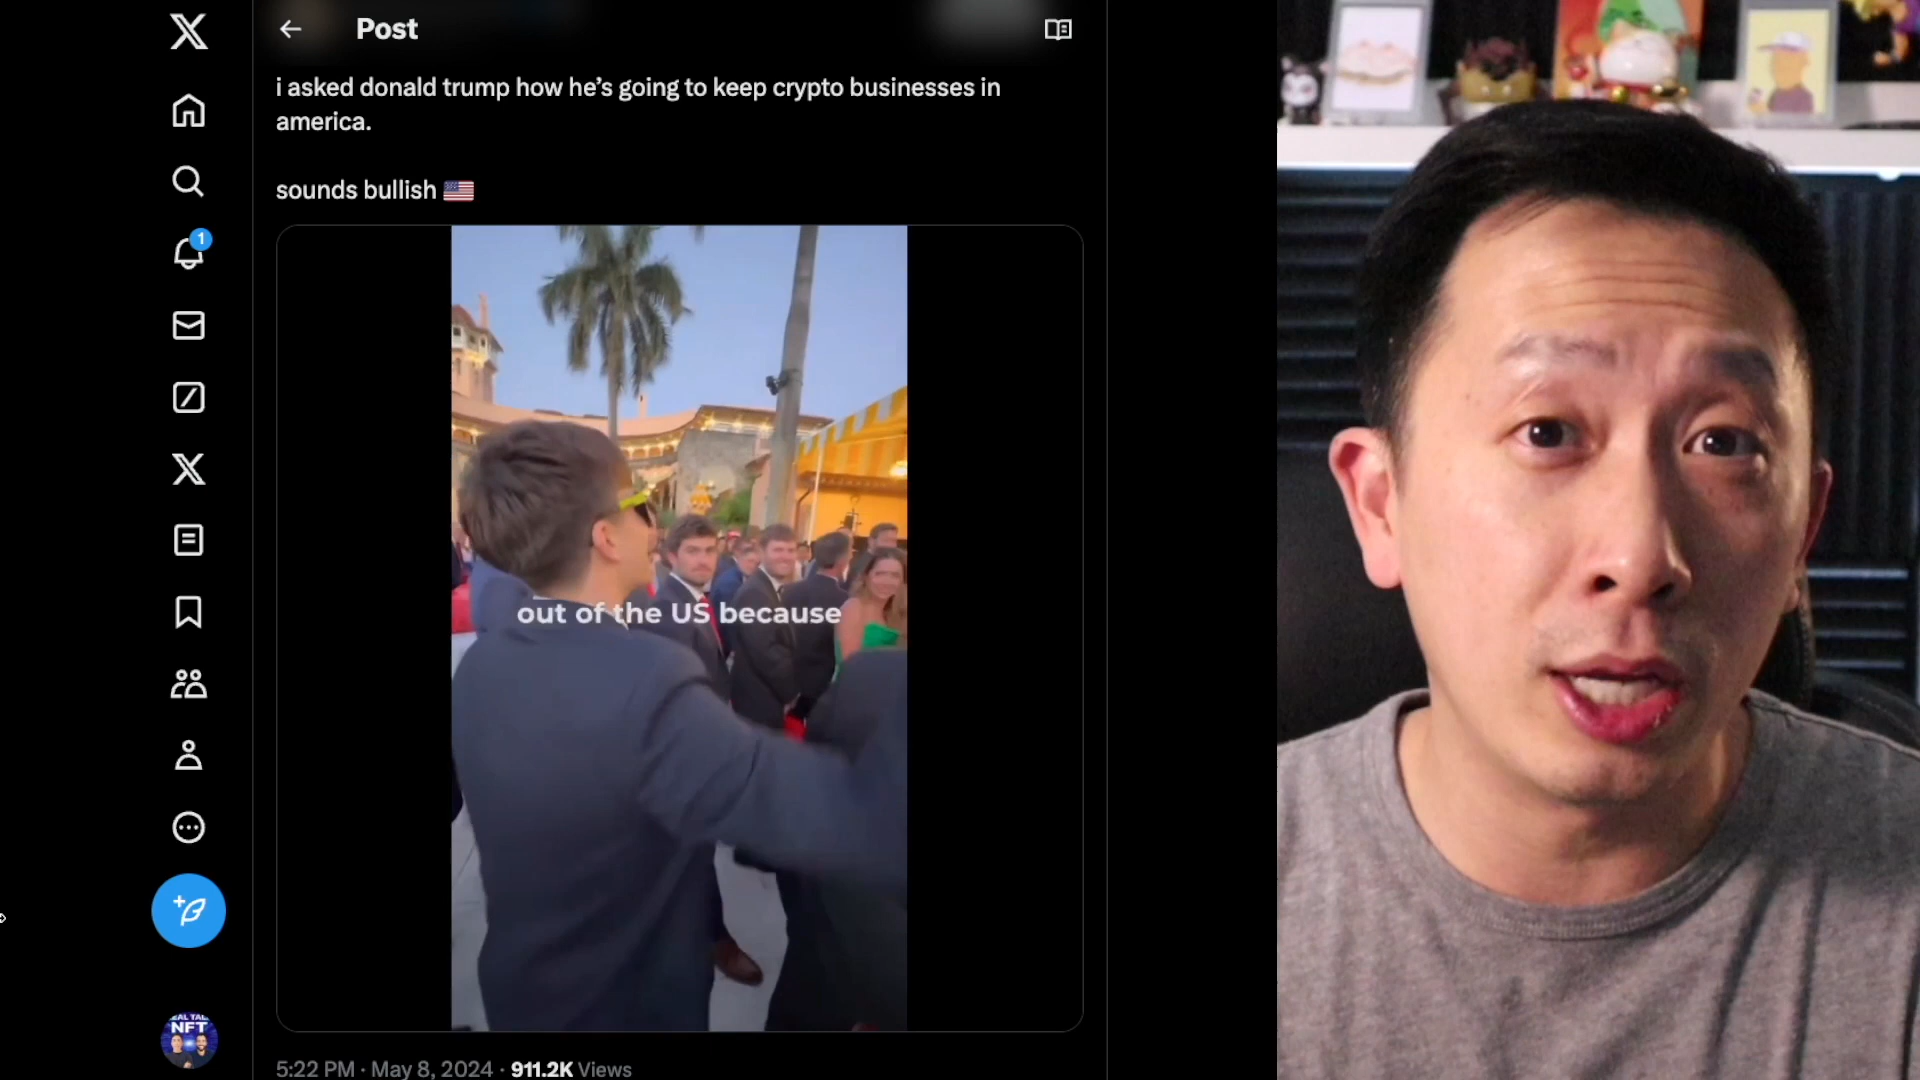 Post
i asked donald trump how he’s going to keep crypto businesses in
america.
sounds bullish 🇺🇸
1
out of the US because
NFT
5:22 PM · May 8, 2024 · 911.2K Views